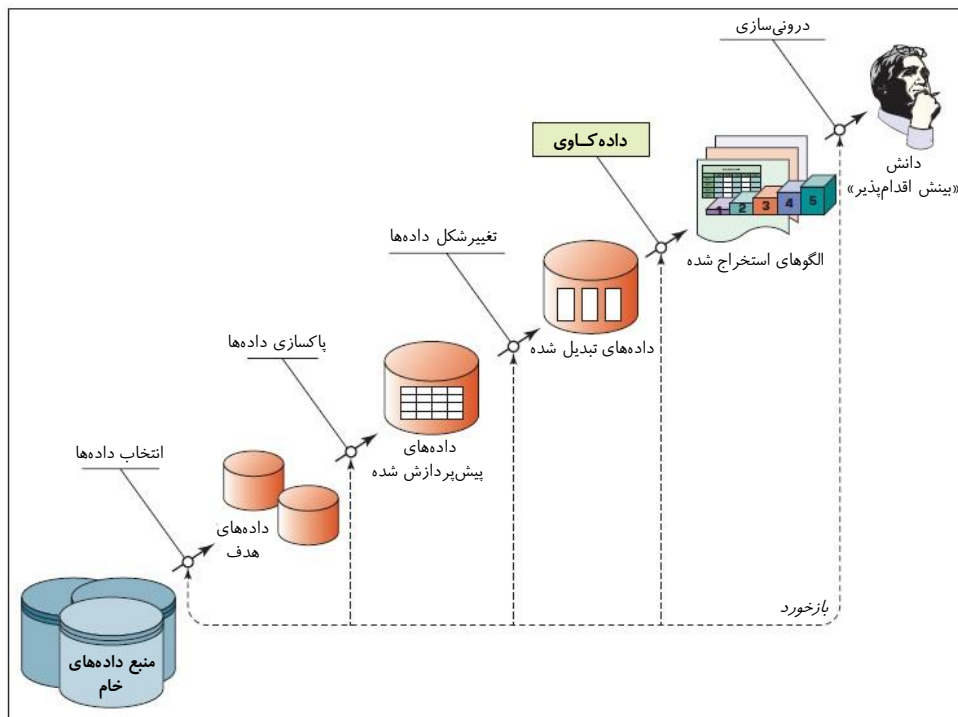 درونی‌سازی
داده‌کـاوی
دانش
«بینش اقدام‌پذیر»
1 2 3 4 5
الگوهای استخراج شده
تغییرشکل داده‌ها
داده‌های تبدیل شده
پاکسازی داده‌ها
داده‌های
پیش‌پردازش شده
انتخاب داده‌ها
داده‌های
هدف
بازخورد
منبع داده‌های
خام